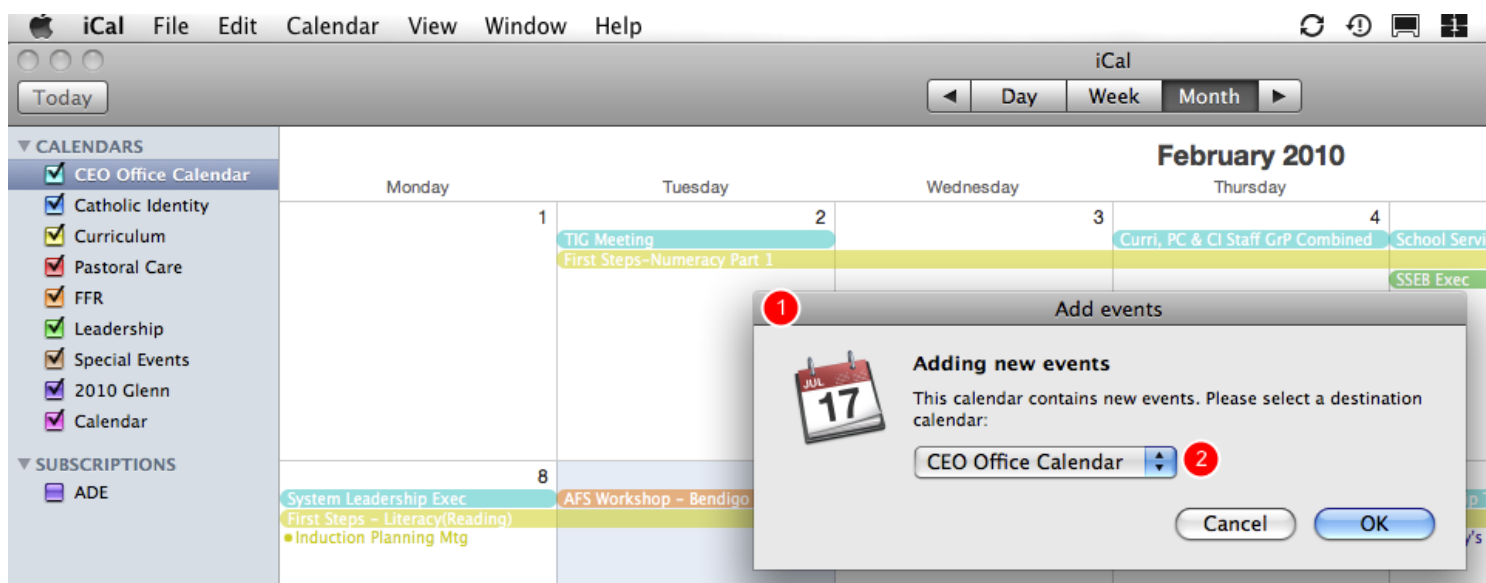 iCal File Edit Calendar View Window Help
iCal
Today
Day Week Month
CALENDARS
CEO Office Calendar
Catholic Identity
Curriculum
Pastoral Care
FFR
Leadership
Special Events
2010 Glenn
Calendar
SUBSCRIPTIONS
ADE
February 2010
Monday Tuesday Wednesday Thursday
1 2 3 4
TIG Meeting Curri, PC & CI Staff GrP Combined School Servi
First Steps-Numeracy Part 1
SSEB Exec
1 Add events
JUL
17
Adding new events
This calendar contains new events. Please select a destination
calendar:
CEO Office Calendar 2
Cancel OK
8
System Leadership Exec AFS Workshop - Bendigo
First Steps - Literacy(Reading)
Induction Planning Mtg